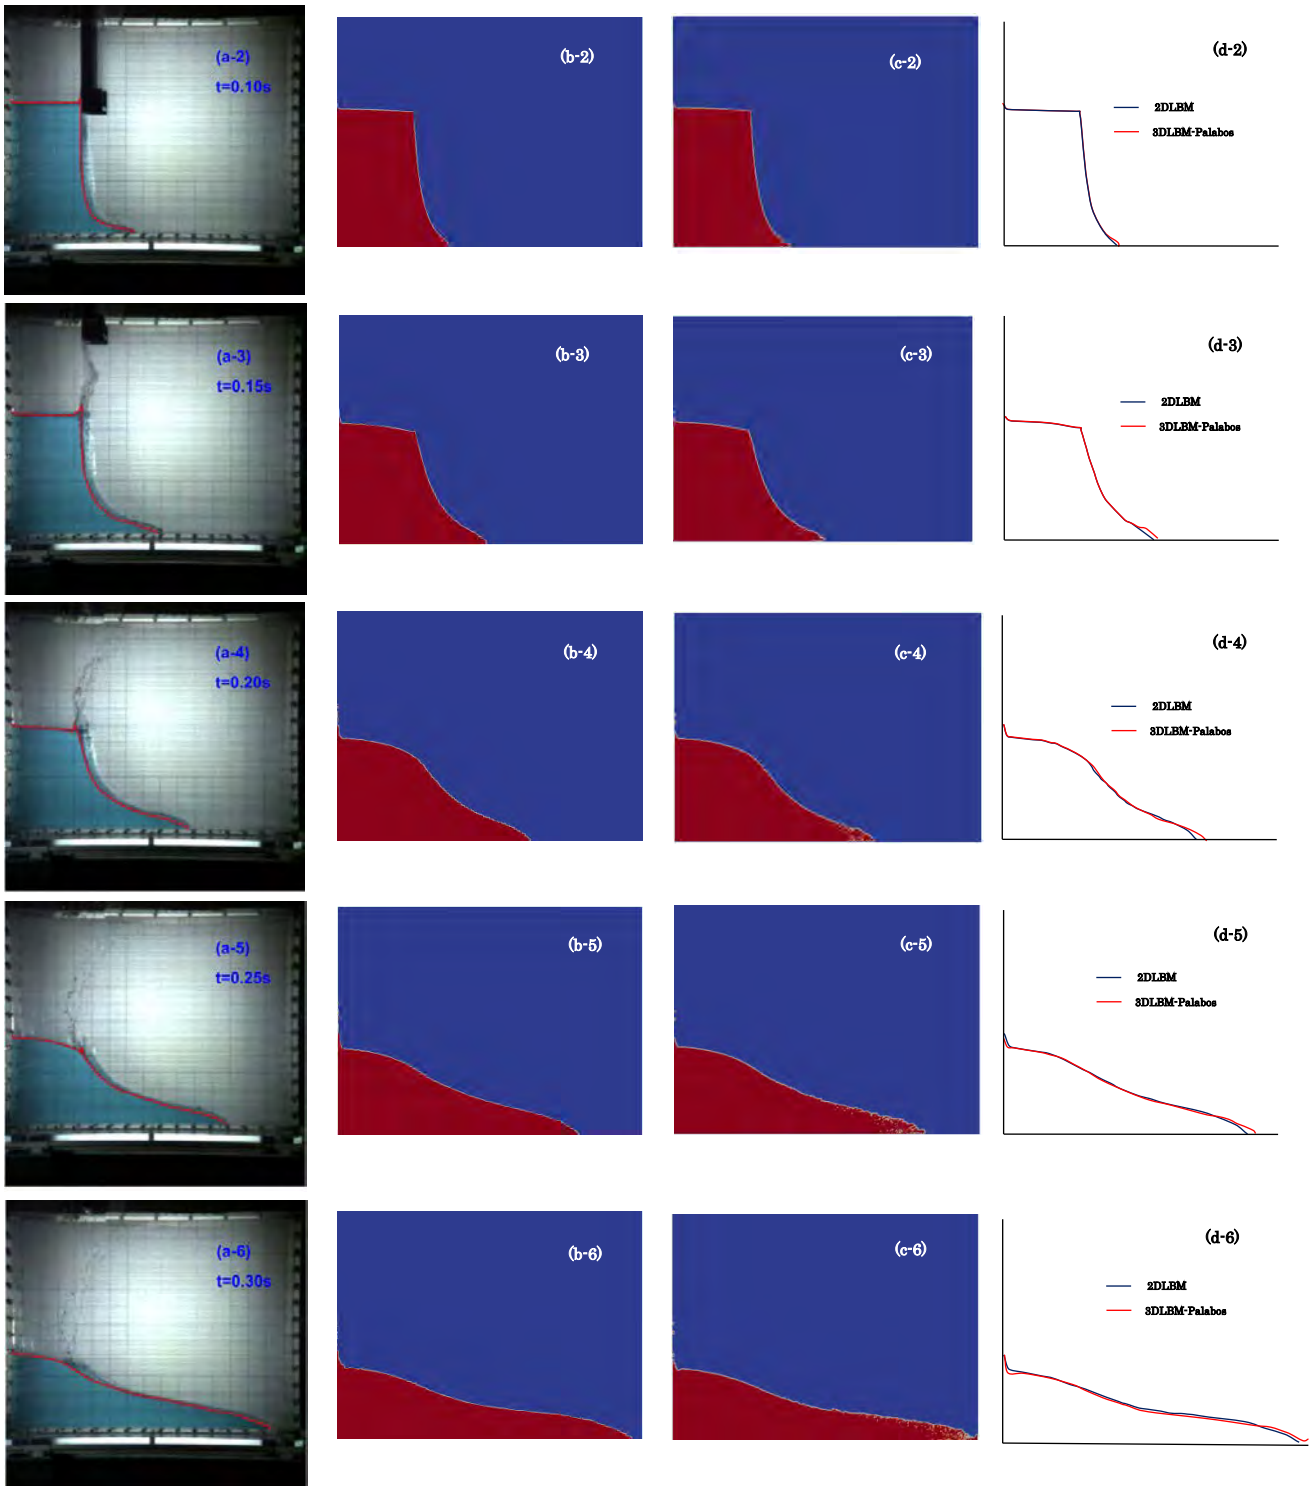 (a-2)
t=0.10s
(b-2)
(c-2)
(d-2)
2DLBM
3DLBM-Palabos
(a-3)
t=0.15s
(b-3)
(c-3)
(d-3)
2DLBM
3DLBM-Palabos
(a-4)
t=0.20s
(b-4)
(c-4)
(d-4)
2DLBM
3DLBM-Palabos
(a-5)
t=0.25s
(b-5)
(c-5)
(d-5)
2DLBM
3DLBM-Palabos
(a-6)
t=0.30s
(b-6)
(c-6)
(d-6)
2DLBM
3DLBM-Palabos